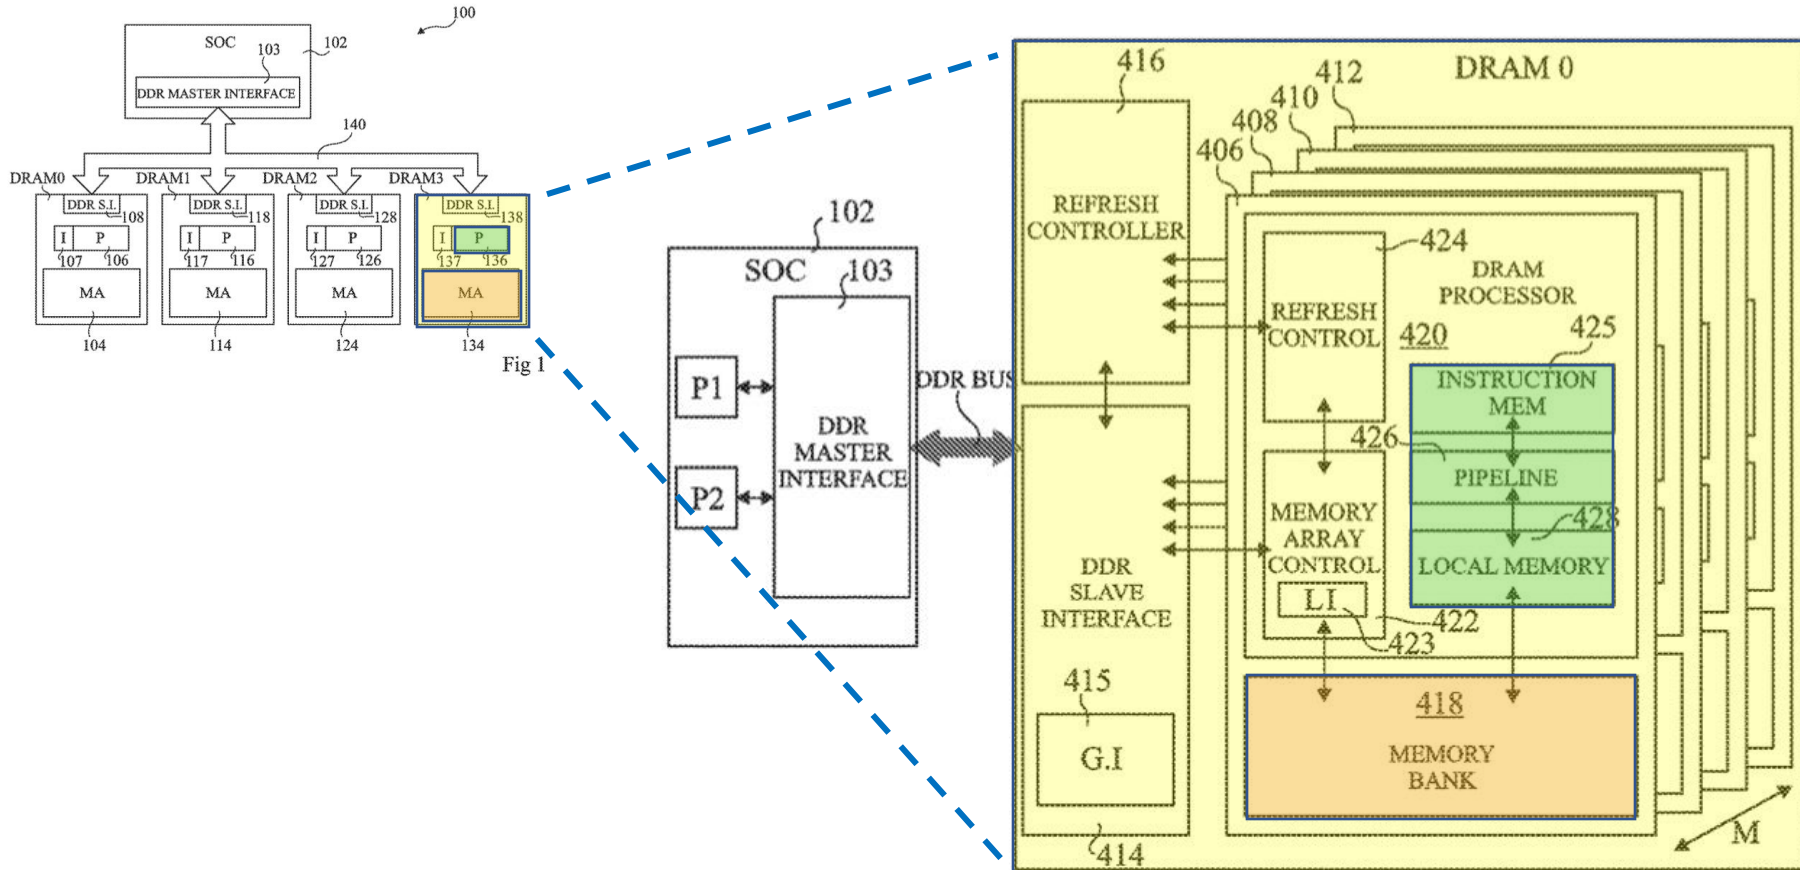 100
SOC
102
103
DDR MASTER INTERFACE
140
DRAM0
DRAM1
DRAM2
DRAM3
DDR S.I.
DDR S.I.
DDR S.I.
DDR S.I.
108
118
128
138
I
P
I
P
I
P
I
P
107
106
117
116
127
126
137
136
MA
MA
MA
MA
104
114
124
134
Fig 1
102
SOC
103
P1
P2
DDR
MASTER
INTERFACE
DDR BUS
DRAM 0
416
412
410
408
406
REFRESH
CONTROLLER
424
DRAM
PROCESSOR
REFRESH
CONTROL
420
425
INSTRUCTION
MEM
426
PIPELINE
428
LOCAL MEMORY
MEMORY
ARRAY
CONTROL
LI
422
423
DDR
SLAVE
INTERFACE
415
G.I
414
418
MEMORY
BANK
M